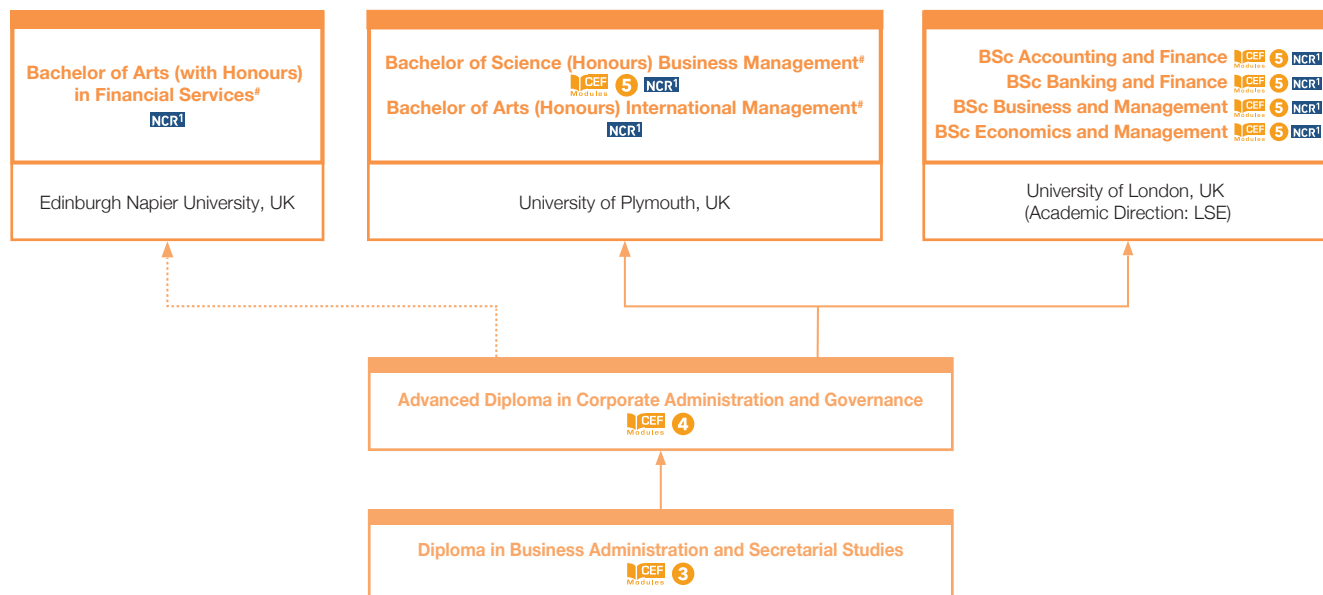 Bachelor of Arts (with Honours)
in Financial Services#
NCR1
Edinburgh Napier University, UK
Bachelor of Science (Honours) Business Management#
CEF Modules 5 NCR1
Bachelor of Arts (Honours) International Management#
NCR1
University of Plymouth, UK
BSc Accounting and Finance CEF Modules 5 NCR1
BSc Banking and Finance CEF Modules 5 NCR1
BSc Business and Management CEF Modules 5 NCR1
BSc Economics and Management CEF Modules 5 NCR1
University of London, UK
(Academic Direction: LSE)
Advanced Diploma in Corporate Administration and Governance
CEF Modules 4
Diploma in Business Administration and Secretarial Studies
CEF Modules 3